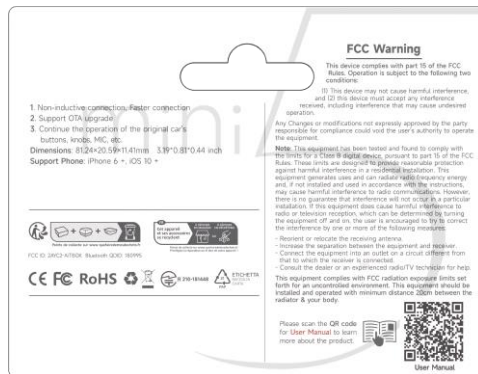 FCC Warning
This device complies with part 15 of the FCC
Rules. Operation is subject to the following two
conditions:
(1) This device may not cause harmful interference,
and (2) this device must accept any interference
received, including interference that may cause undesired
operation.
Any Changes or modifications not expressly approved by the party
responsible for compliance could void the user's authority to operate
the equipment.
Note: This equipment has been tested and found to comply with
the limits for a Class B digital device, pursuant to part 15 of the FCC
Rules. These limits are designed to provide reasonable protection
against harmful interference in a residential installation. This
equipment generates uses and can radiate radio frequency energy
and, if not installed and used in accordance with the instructions,
may cause harmful interference to radio communications. However,
there is no guarantee that interference will not occur in a particular
installation. If this equipment does cause harmful interference to
radio or television reception, which can be determined by turning
the equipment off and on, the user is encouraged to try to correct
the interference by one or more of the following measures:
- Reorient or relocate the receiving antenna.
- Increase the separation between the equipment and receiver.
- Connect the equipment into an outlet on a circuit different from
that to which the receiver is connected.
- Consult the dealer or an experienced radio/TV technician for help.
This equipment complies with FCC radiation exposure limits set
forth for an uncontrolled environment. This equipment should be
installed and operated with minimum distance 20cm between the
radiator & your body.
Please scan the QR code
for User Manual to learn
more about the product.
User Manual
1. Non-inductive connection, Faster connection
2. Support OTA upgrade
3. Continue the operation of the original car's
buttons, knobs, MIC, etc.
Dimensions: 81.24×20.59×11.41mm 3.19*0.81*0.44 inch
Support Phone: iPhone 6 +, iOS 10 +
CE FC RoHS
R 210-181448
ETICHETTA